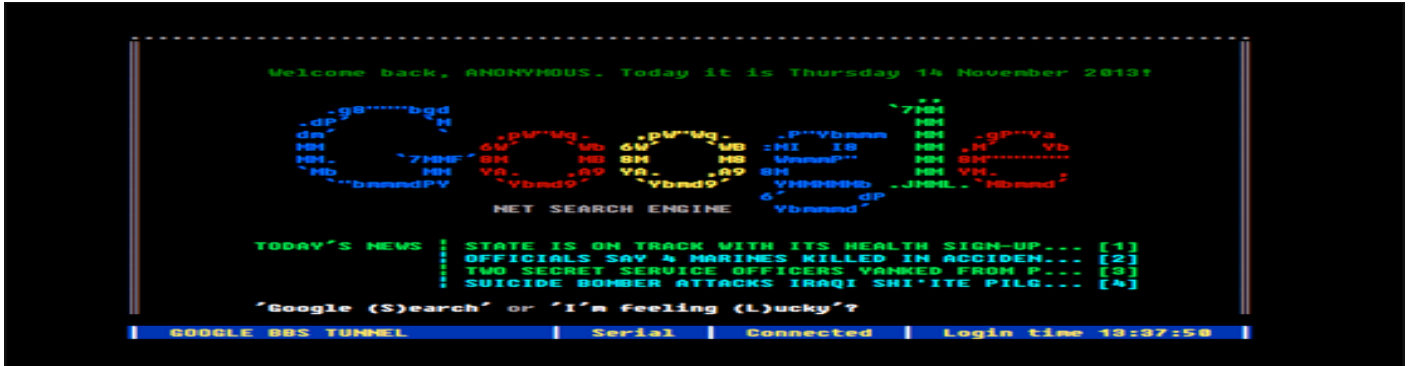 Welcome back, ANONYMOUS. Today it is Thursday 14 November 2013!
Google
NET SEARCH ENGINE
TODAY'S NEWS | STATE IS ON TRACK WITH ITS HEALTH SIGN-UP... [1]
| OFFICIALS SAY 4 MARINES KILLED IN ACCIDEN... [2]
| TWO SECRET SERVICE OFFICERS YANKED FROM P... [3]
| SUICIDE BOMBER ATTACKS IRAQI SHI'ITE PILG... [4]
'Google (S)earch' or 'I'm feeling (L)ucky'?
GOOGLE BBS TUNNEL | Serial | Connected | Login time 13:37:50